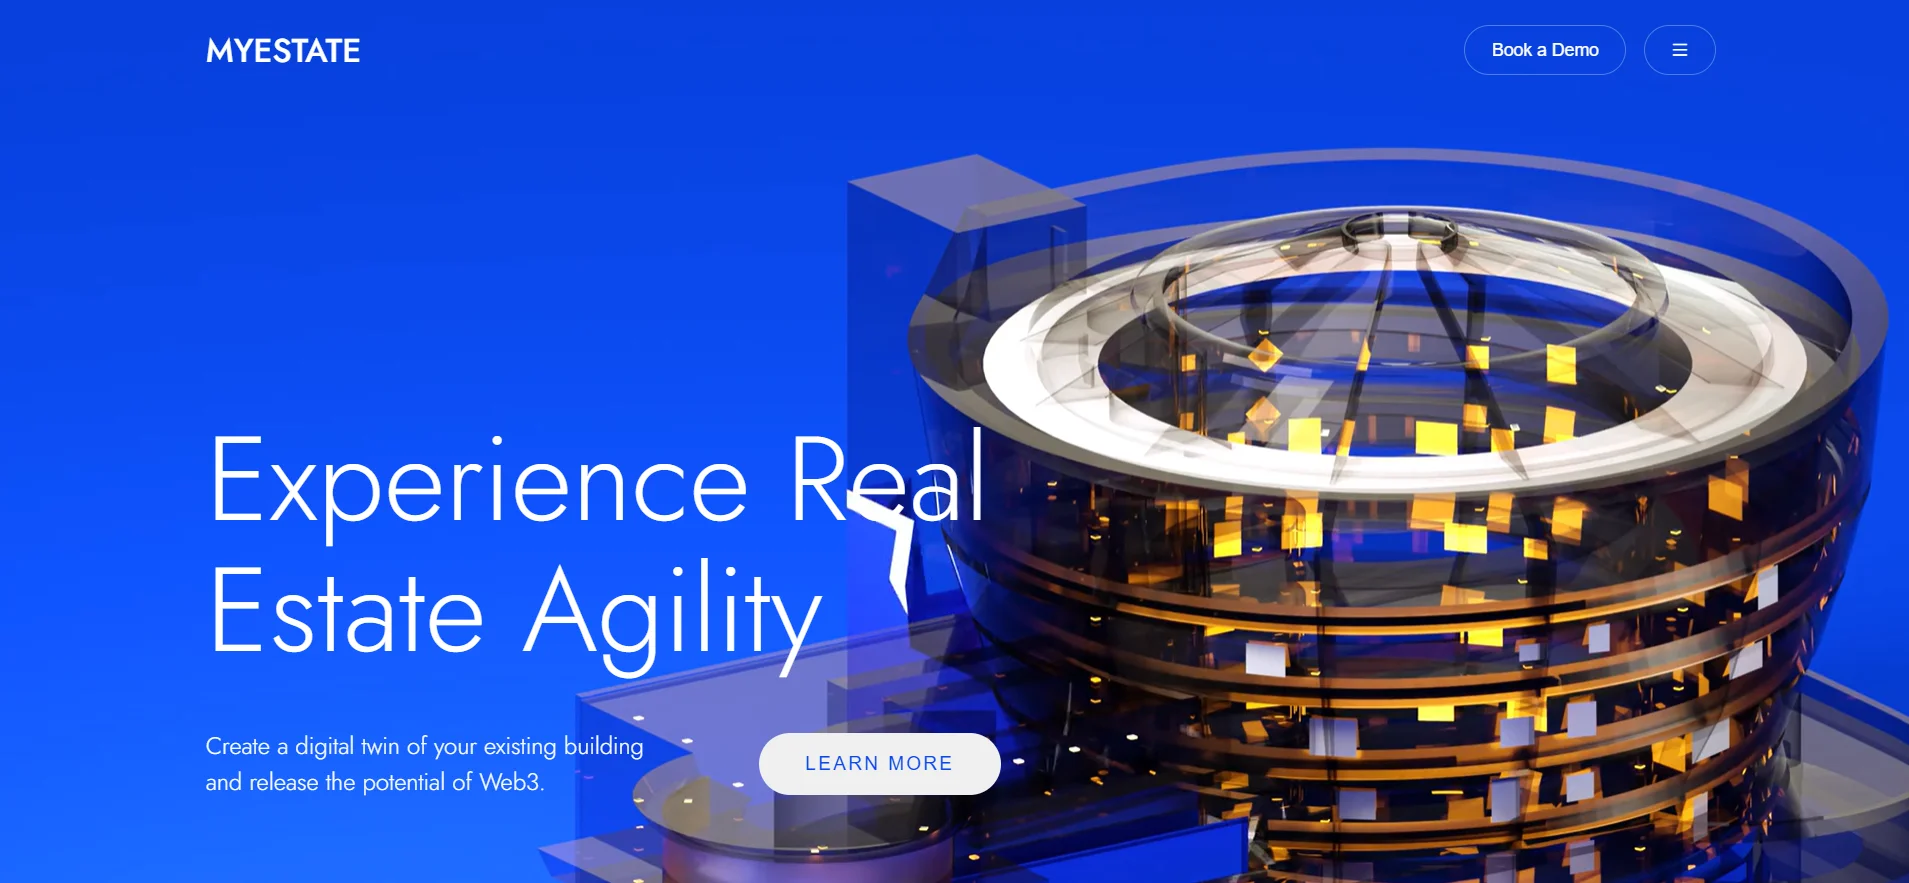 MYESTATE
Book a Demo
Experience Real
Estate Agility
Create a digital twin of your existing building
and release the potential of Web3.
LEARN MORE